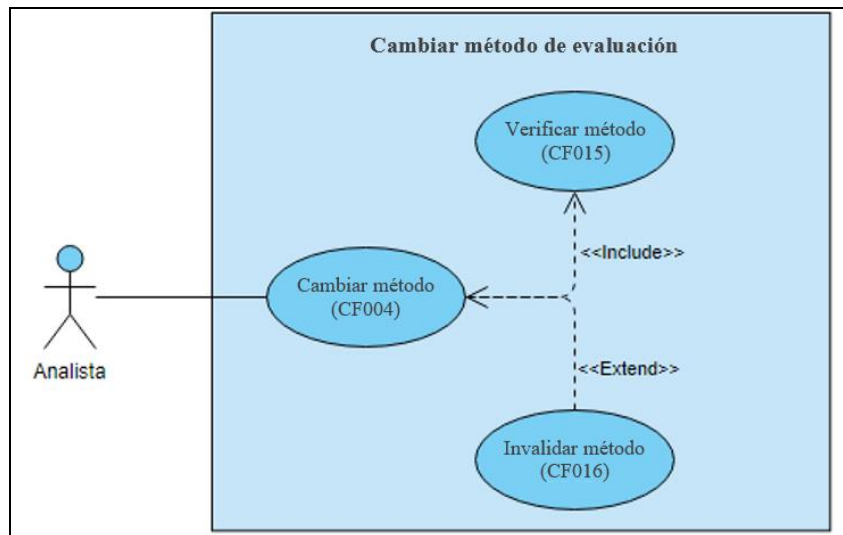 Cambiar método de evaluación
Verificar método
(CF015)
<<Include>>
Cambiar método
(CF004)
Analista
<<Extend>>
Invalidar método
(CF016)